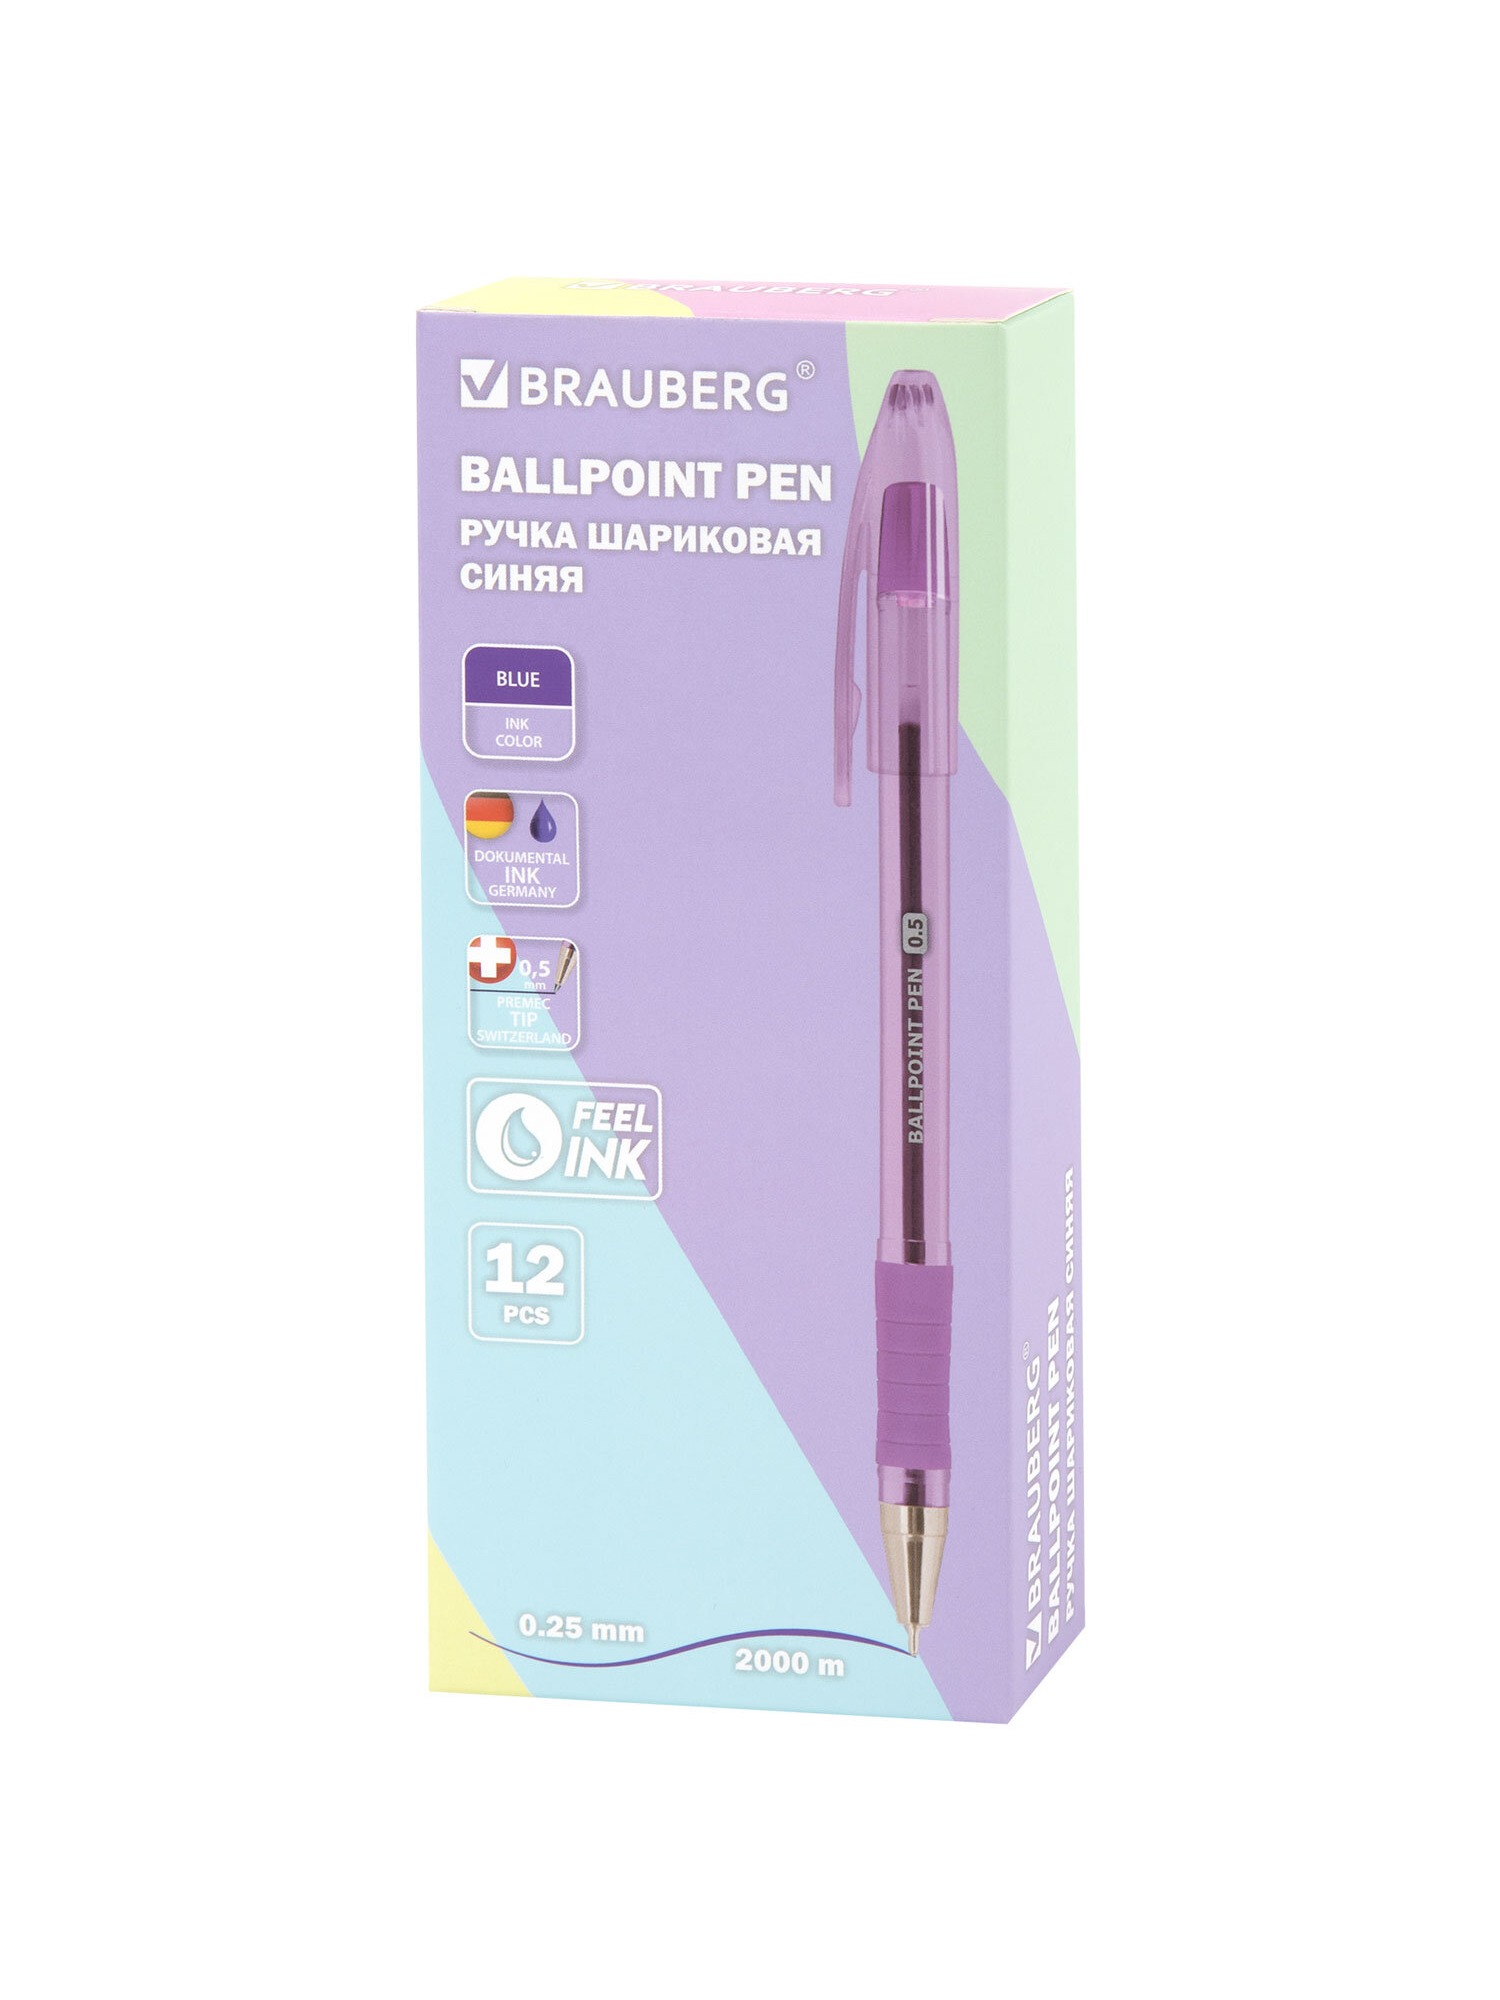 BRAUBERG®
BRAUBERG®
BALLPOINT PEN
РУЧКА ШАРИКОВАЯ
СИНЯЯ
BLUE
INK
COLOR
DOKUMENTAL
INK
GERMANY
0,5
mm
PREMEC
TIP
SWITZERLAND
FEEL
INK
12
PCS
0.25 mm
2000 m
BALLPOINT PEN 0.5
BRAUBERG®
BALLPOINT PEN
РУЧКА ШАРИКОВАЯ СИНЯЯ